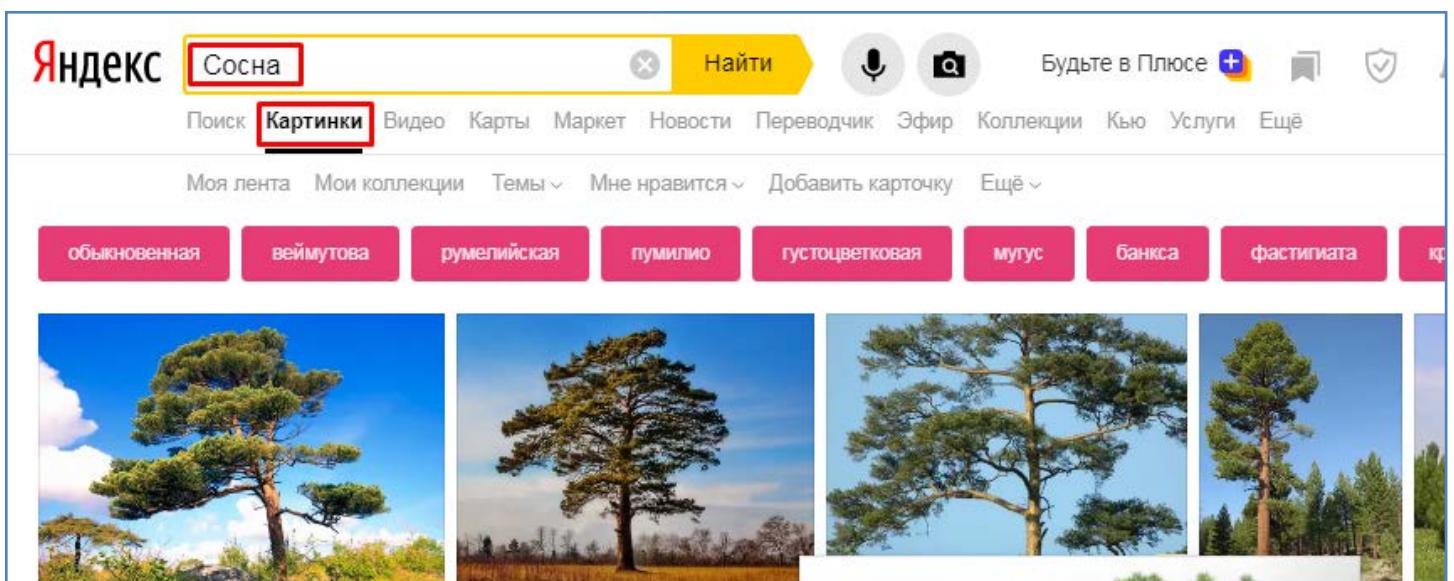 Яндекс Сосна Найти Будьте в Плюсе
Поиск Картинки Видео Карты Маркет Новости Переводчик Эфир Коллекции Кью Услуги Ещё
Моя лента Мои коллекции Темы Мне нравится Добавить карточку Ещё
обыкновенная веймутова румелийская пумилио густоцветковая мугус банкса фастигиата